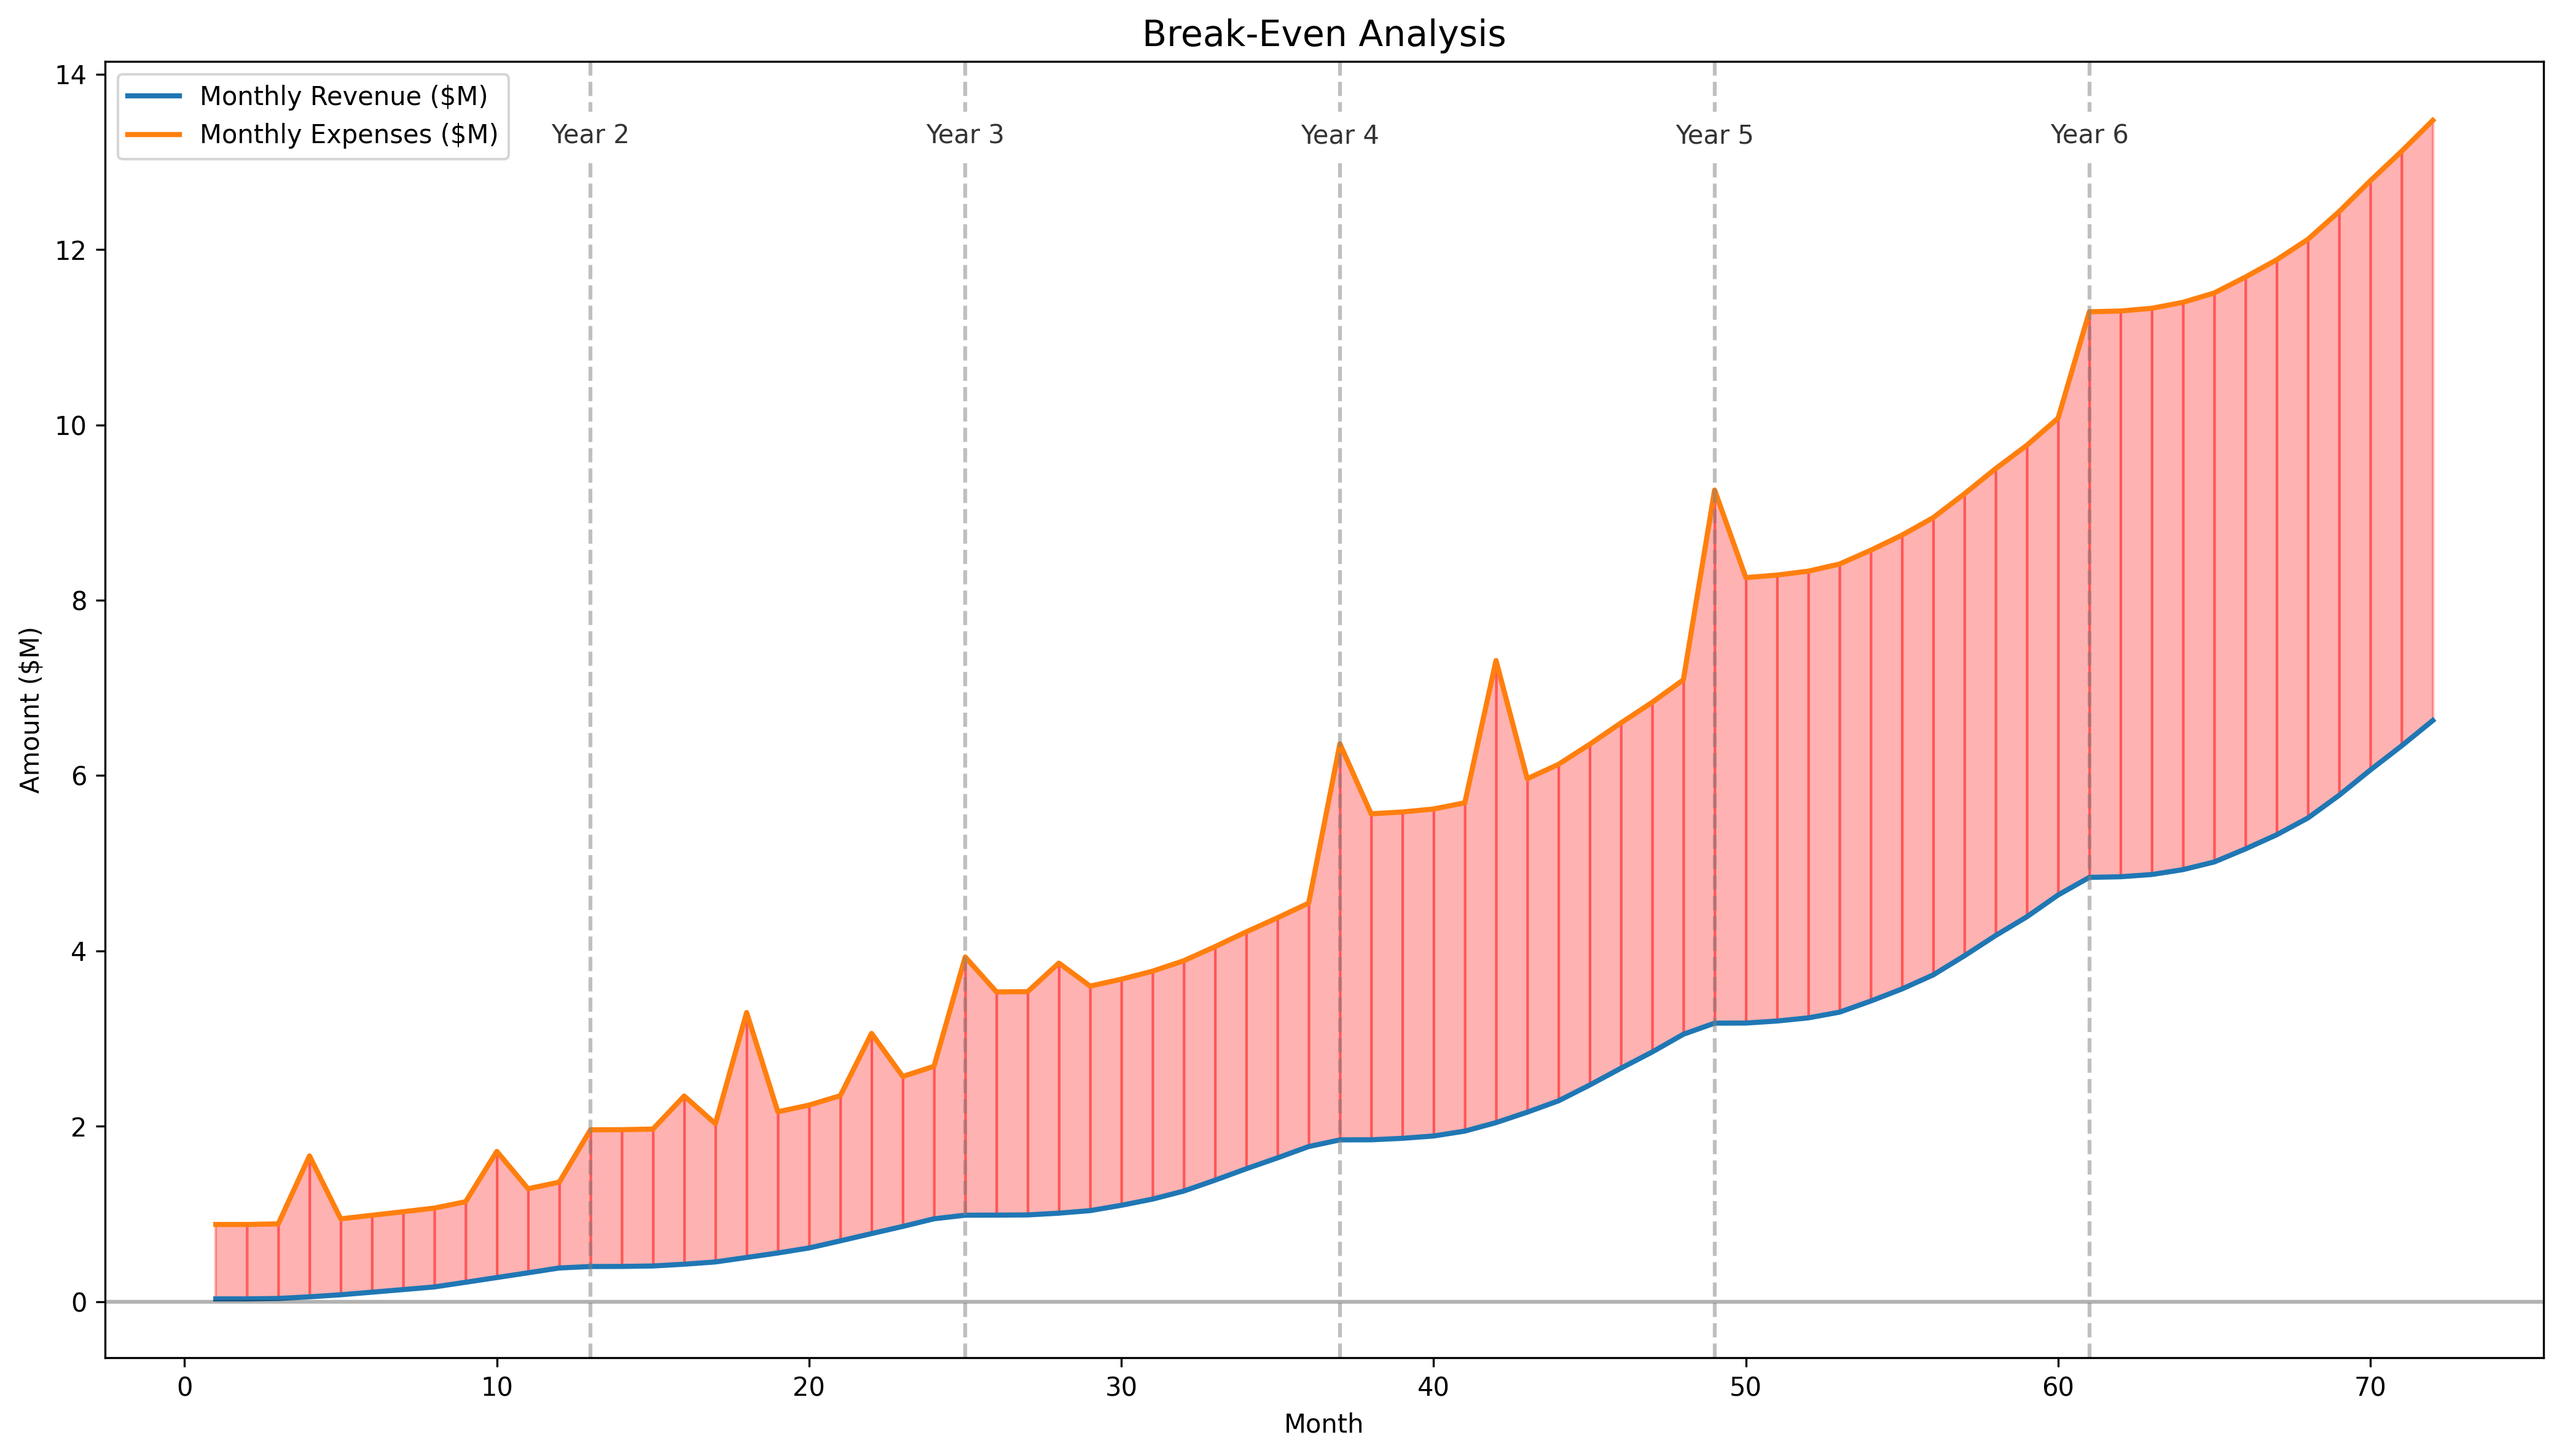 Break-Even Analysis
Monthly Revenue ($M)
Monthly Expenses ($M)
Year 2
Year 3
Year 4
Year 5
Year 6
Amount ($M)
14
12
10
8
6
4
2
0
0 10 20 30 40 50 60 70
Month